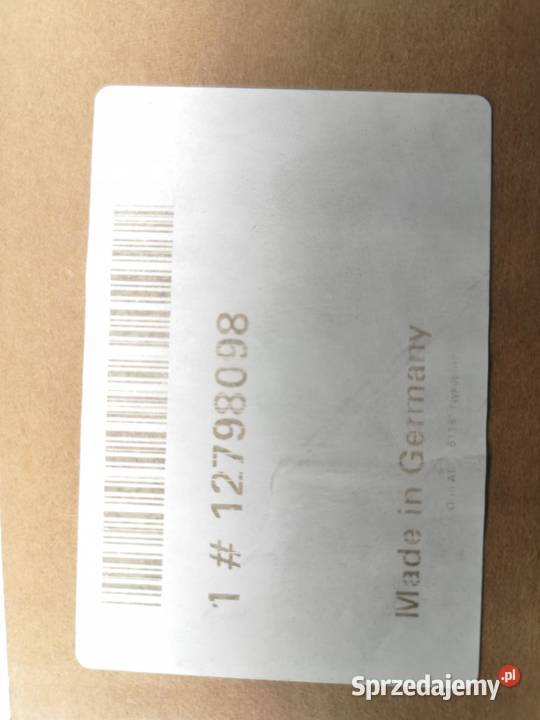 1 # 12798098
Made in Germany
Sprzedajemy.pl